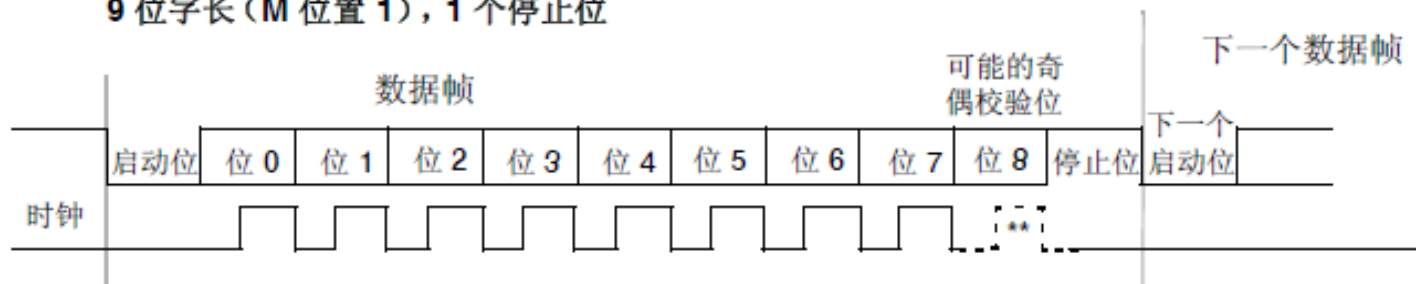 9 位字长（M 位置 1），1 个停止位
下一个数据帧
可能的奇
偶校验位
数据帧
下一个
启动位 位 0 位 1 位 2 位 3 位 4 位 5 位 6 位 7 位 8 停止位 启动位
时钟
**